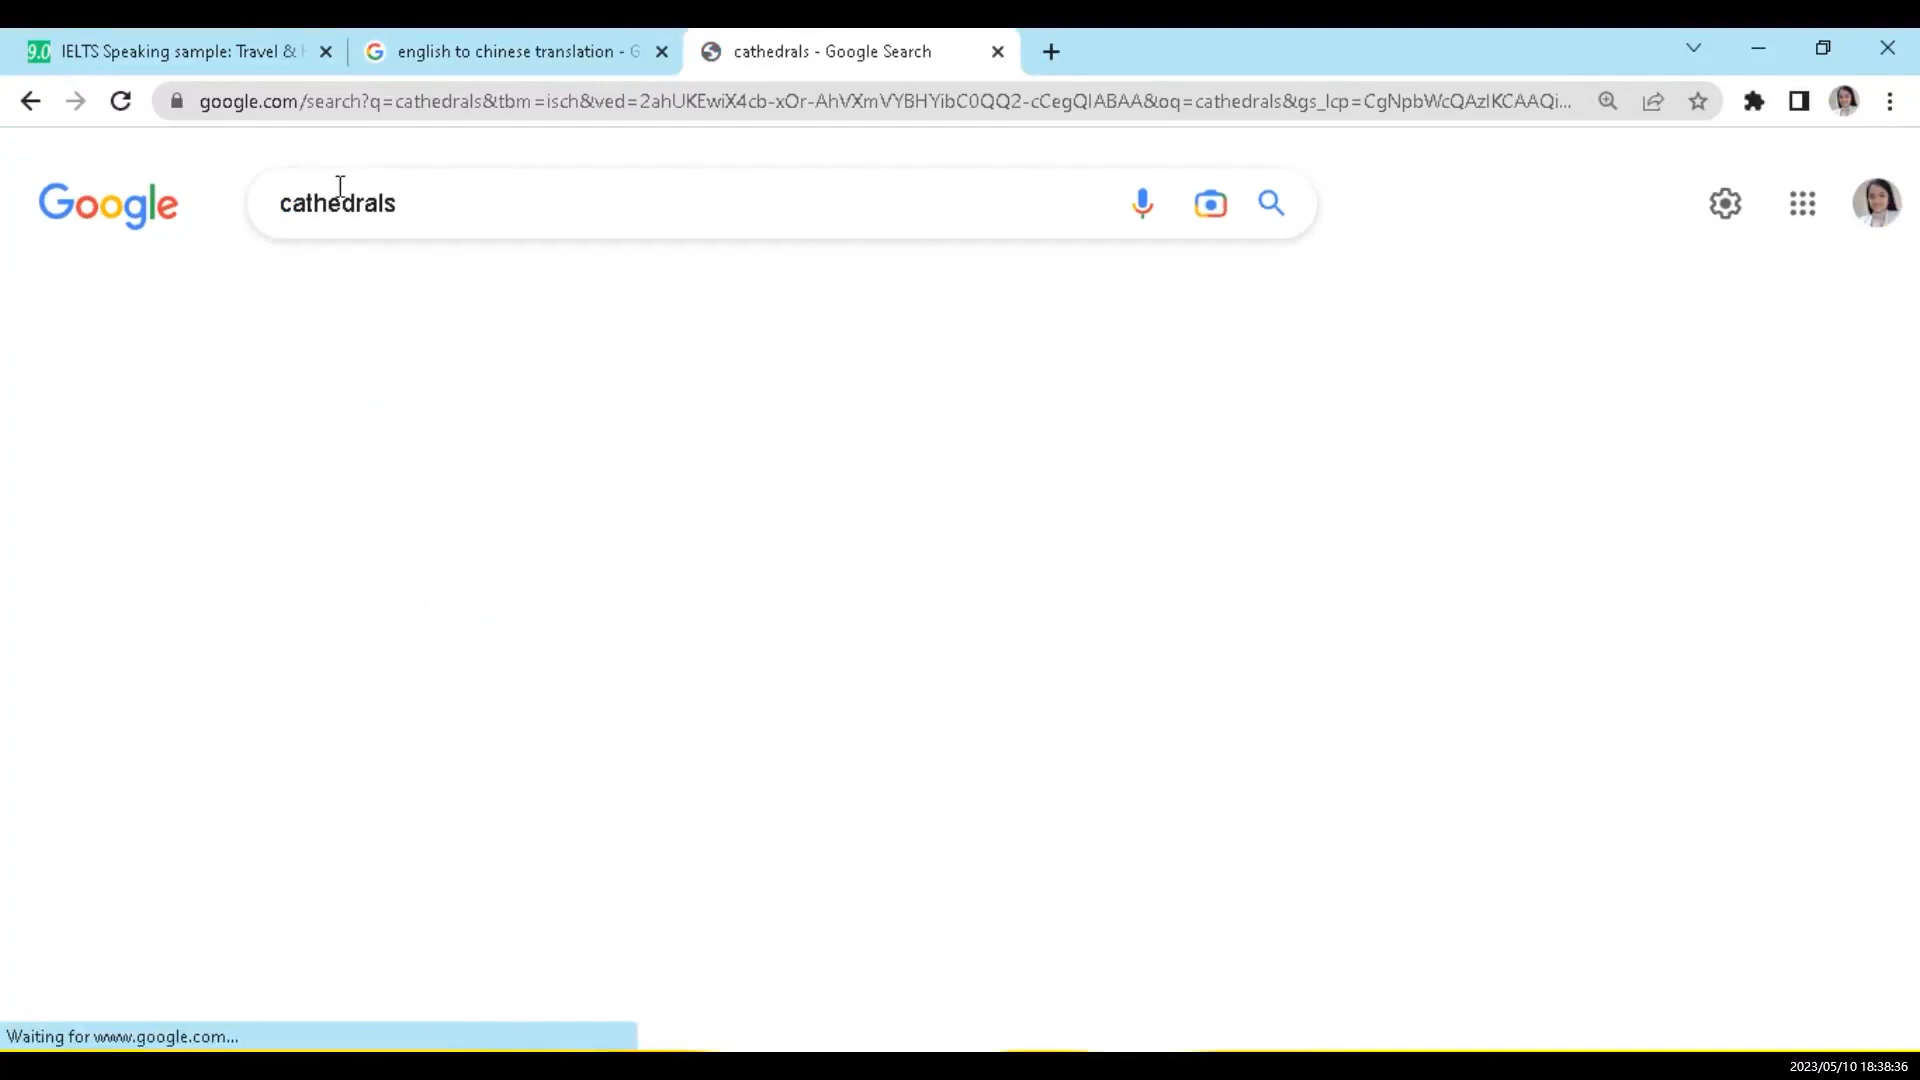 9.0 IELTS Speaking sample: Travel &
english to chinese translation - G
cathedrals - Google Search
google.com/search?q=cathedrals&tbm=isch&ved=2ahUKEwiX4cb-xOr-AhVXmVYBHYibC0QQ2-cCegQIABAA&oq=cathedrals&gs_lcp=CgNpbWcQAzIKCAAQi...
Google
cathedrals
Waiting for www.google.com...
2023/05/10 18:38:36